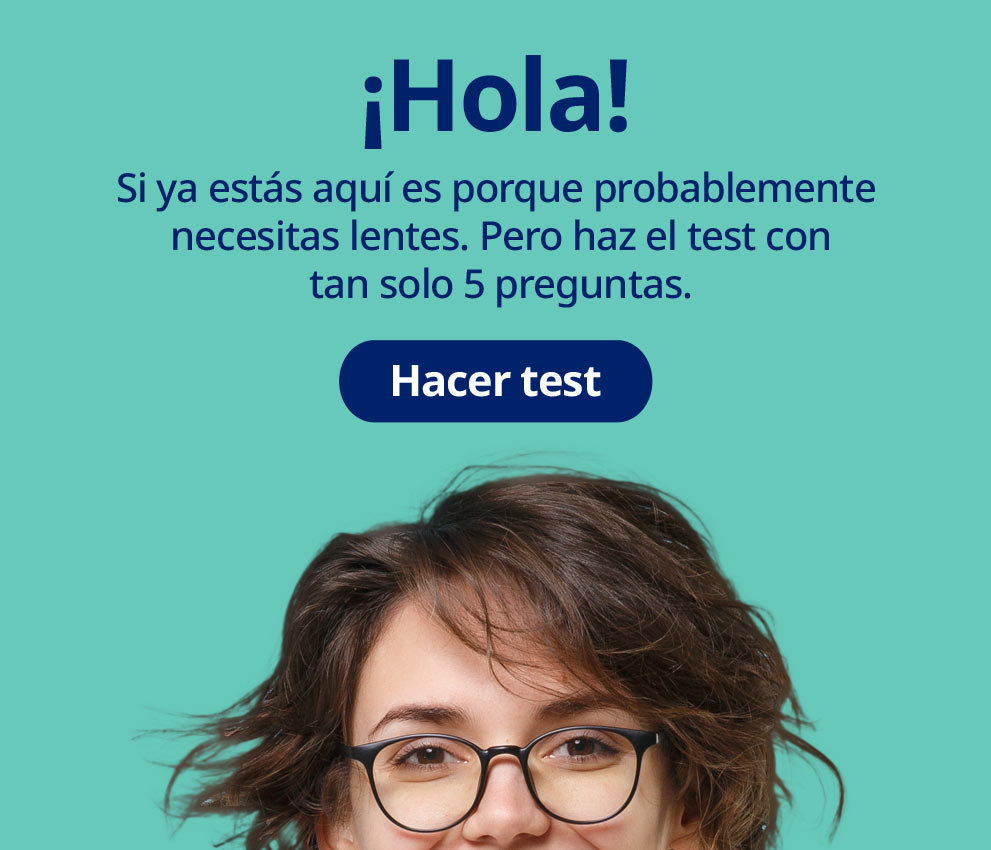 ¡Hola!
Si ya estás aquí es porque probablemente
necesitas lentes. Pero haz el test con
tan solo 5 preguntas.
Hacer test